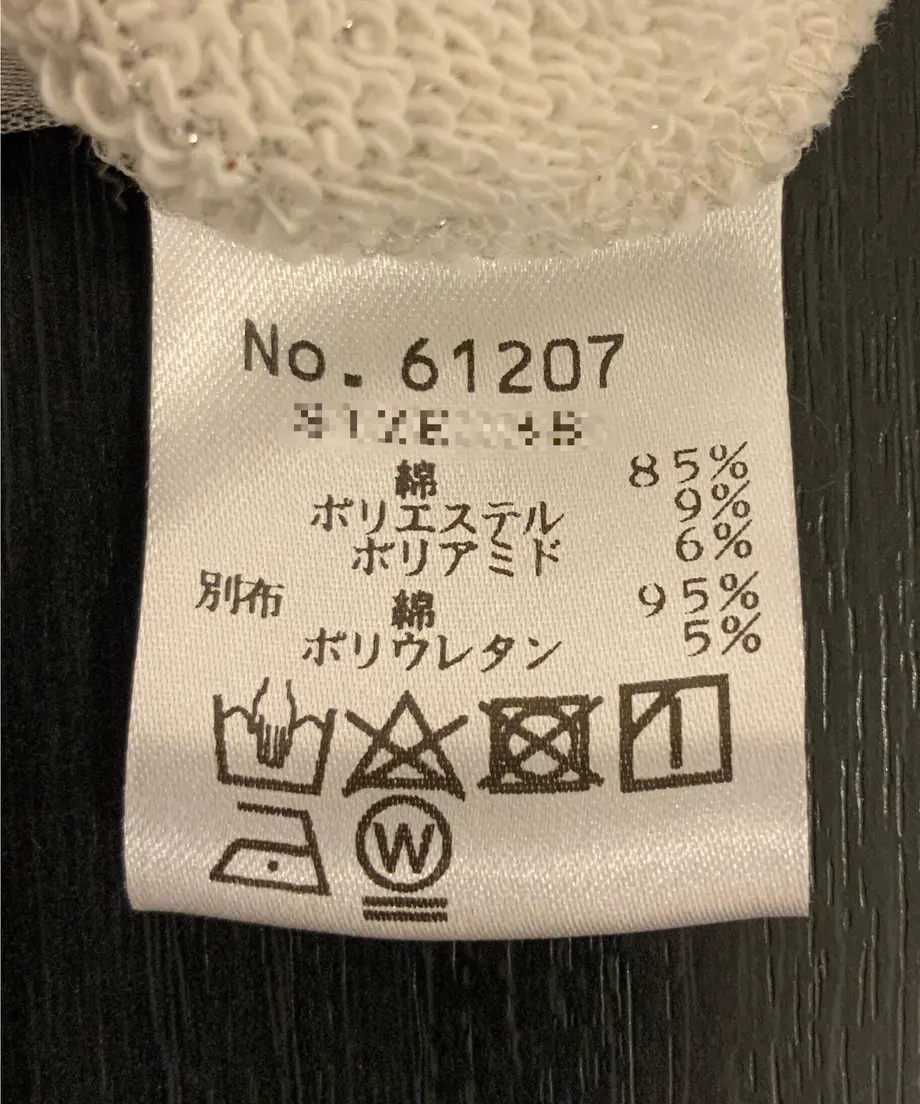 No. 61207
綿 85%
ポリエステル 9%
ポリアミド 6%
別布 綿 95%
ポリウレタン 5%
W